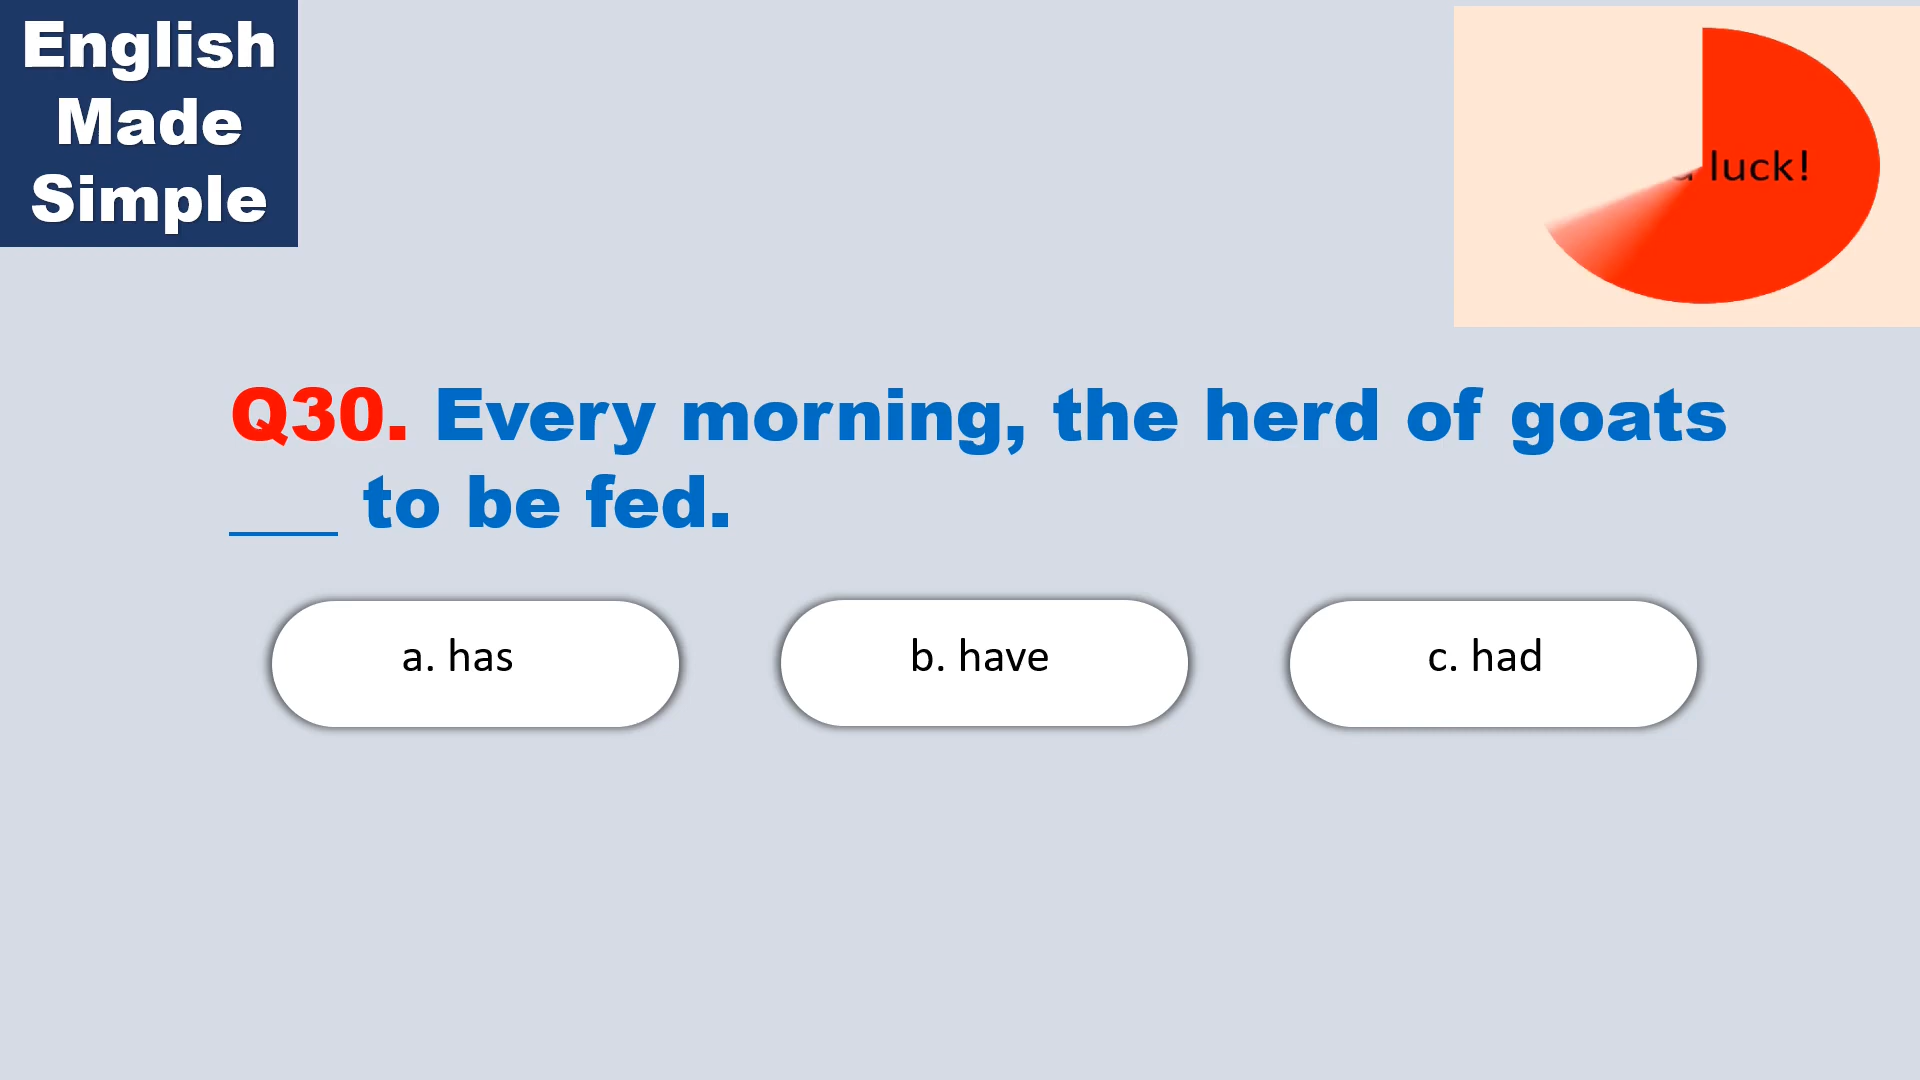 English
Made
Simple
luck!
Q30. Every morning, the herd of goats
___ to be fed.
a. has
b. have
c. had